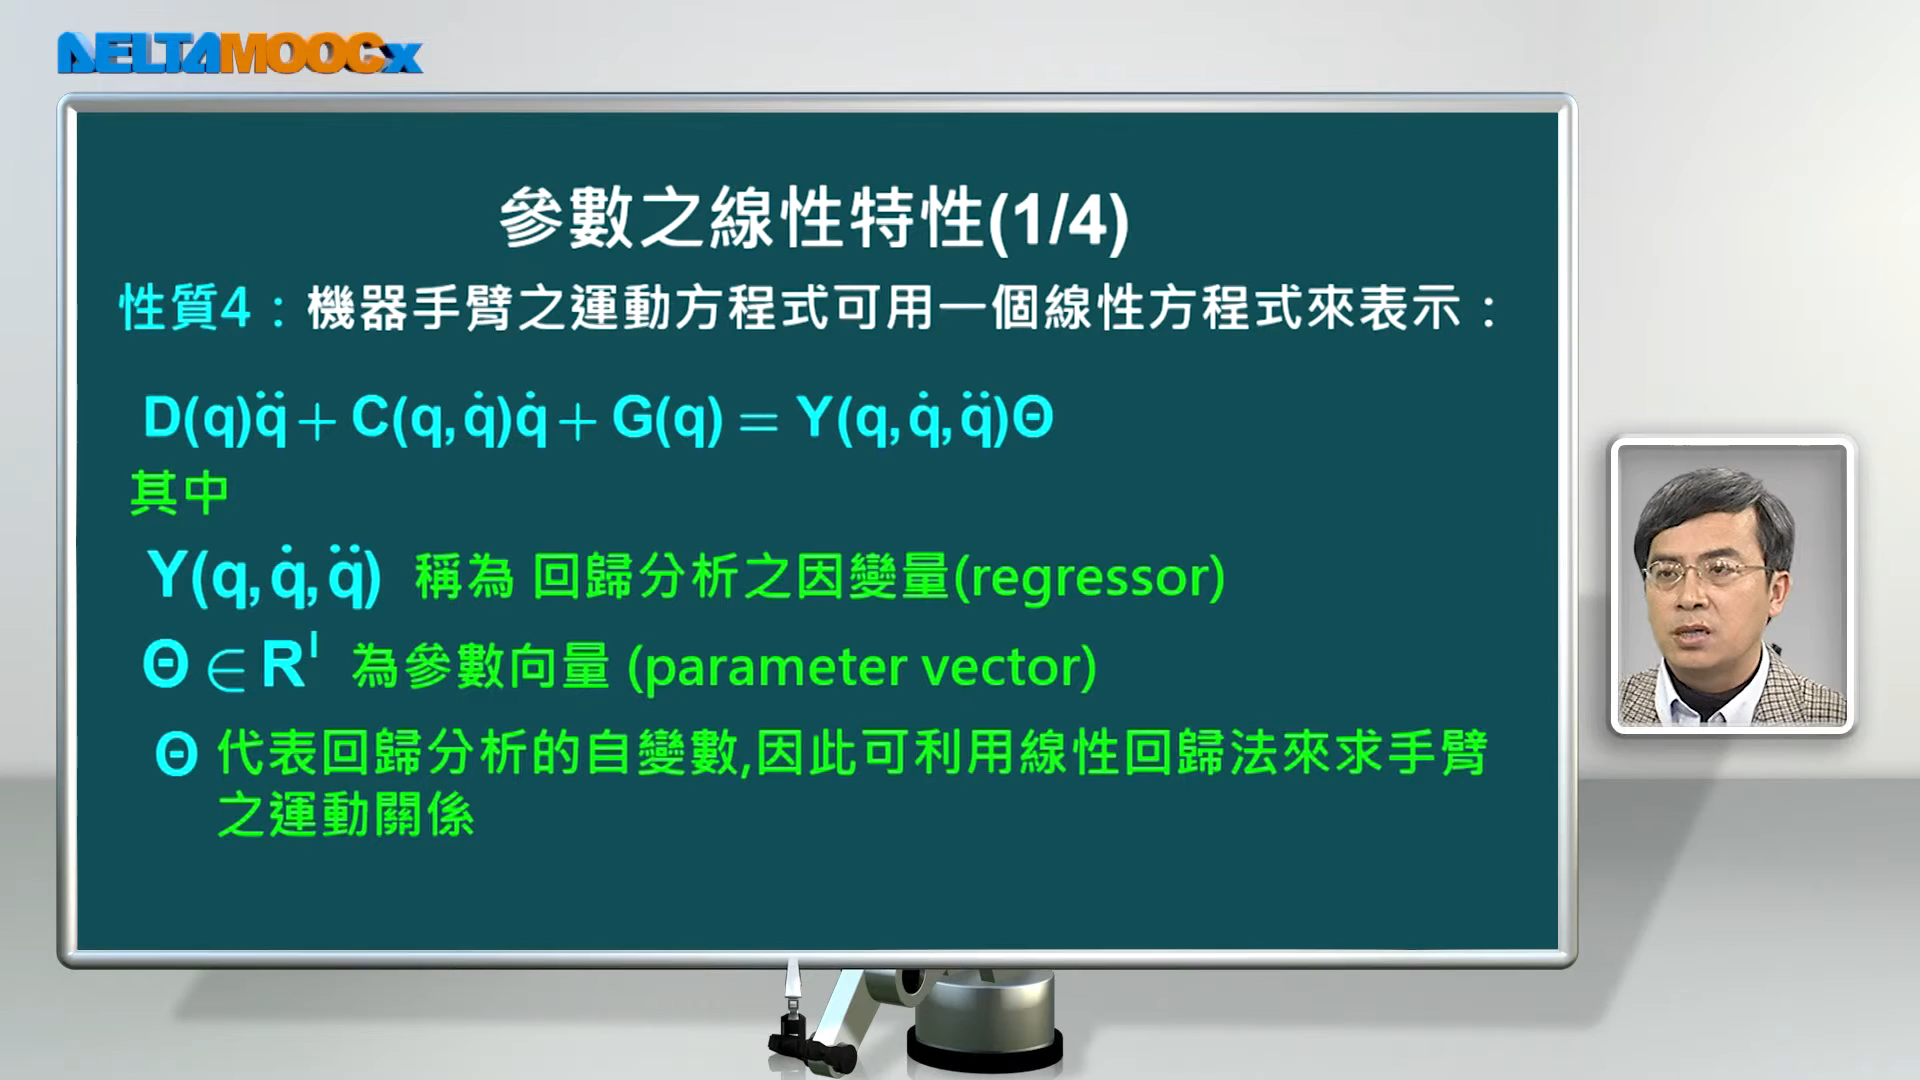 DELTAMOOCx
參數之線性特性(1/4)
性質4：機器手臂之運動方程式可用一個線性方程式來表示：
D(q)q̈ + C(q, q̇)q̇ + G(q) = Y(q, q̇, q̈)Θ
其中
Y(q, q̇, q̈) 稱為 回歸分析之因變量(regressor)
Θ ∈ Rˡ 為參數向量 (parameter vector)
Θ 代表回歸分析的自變數,因此可利用線性回歸法來求手臂
之運動關係